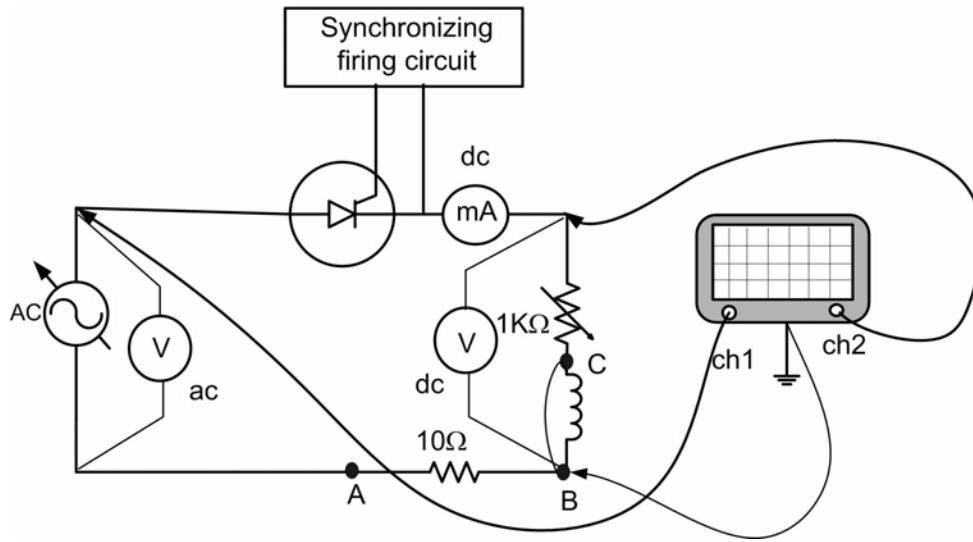 Synchronizing
firing circuit
dc
mA
AC
V
ac
V
dc
1KΩ
C
10Ω
A
B
ch1
ch2